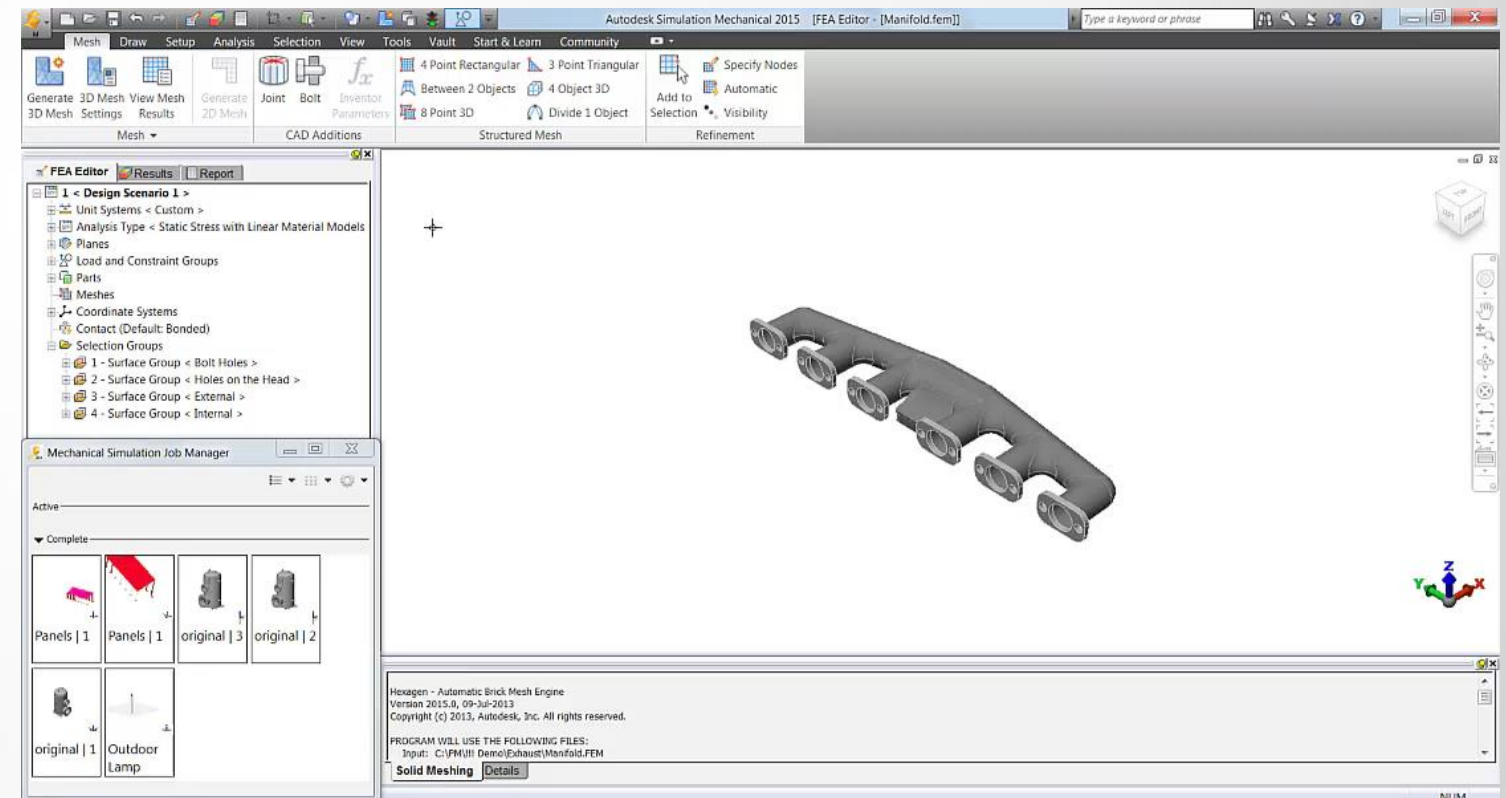 Autodesk Simulation Mechanical 2015 [FEA Editor - [Manifold.fem]]
Type a keyword or phrase
Mesh Draw Setup Analysis Selection View Tools Vault Start & Learn Community
Generate 3D Mesh
3D Mesh Settings
View Mesh Results
Generate 2D Mesh
Joint
Bolt
Inventor Parameters
4 Point Rectangular
3 Point Triangular
Between 2 Objects
4 Object 3D
8 Point 3D
Divide 1 Object
Add to Selection
Specify Nodes
Automatic
Visibility
Mesh
CAD Additions
Structured Mesh
Refinement
FEA Editor Results Report
1 < Design Scenario 1 >
Unit Systems < Custom >
Analysis Type < Static Stress with Linear Material Models
Planes
Load and Constraint Groups
Parts
Meshes
Coordinate Systems
Contact (Default: Bonded)
Selection Groups
1 - Surface Group < Bolt Holes >
2 - Surface Group < Holes on the Head >
3 - Surface Group < External >
4 - Surface Group < Internal >
Mechanical Simulation Job Manager
Active
Complete
Panels | 1
Panels | 1
original | 3
original | 2
original | 1
Outdoor
Lamp
TOP
LEFT
FRONT
Z
Y
X
Hexagen - Automatic Brick Mesh Engine
Version 2015.0, 09-Jul-2013
Copyright (c) 2013, Autodesk, Inc. All rights reserved.
PROGRAM WILL USE THE FOLLOWING FILES:
Input: C:\PM\!!! Demo\Exhaust\Manifold.FEM
Solid Meshing Details
NUM